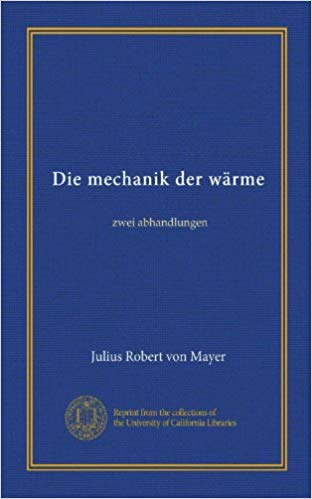 Die mechanik der wärme
zwei abhandlungen
Julius Robert von Mayer
Reprint from the collections of
the University of California Libraries